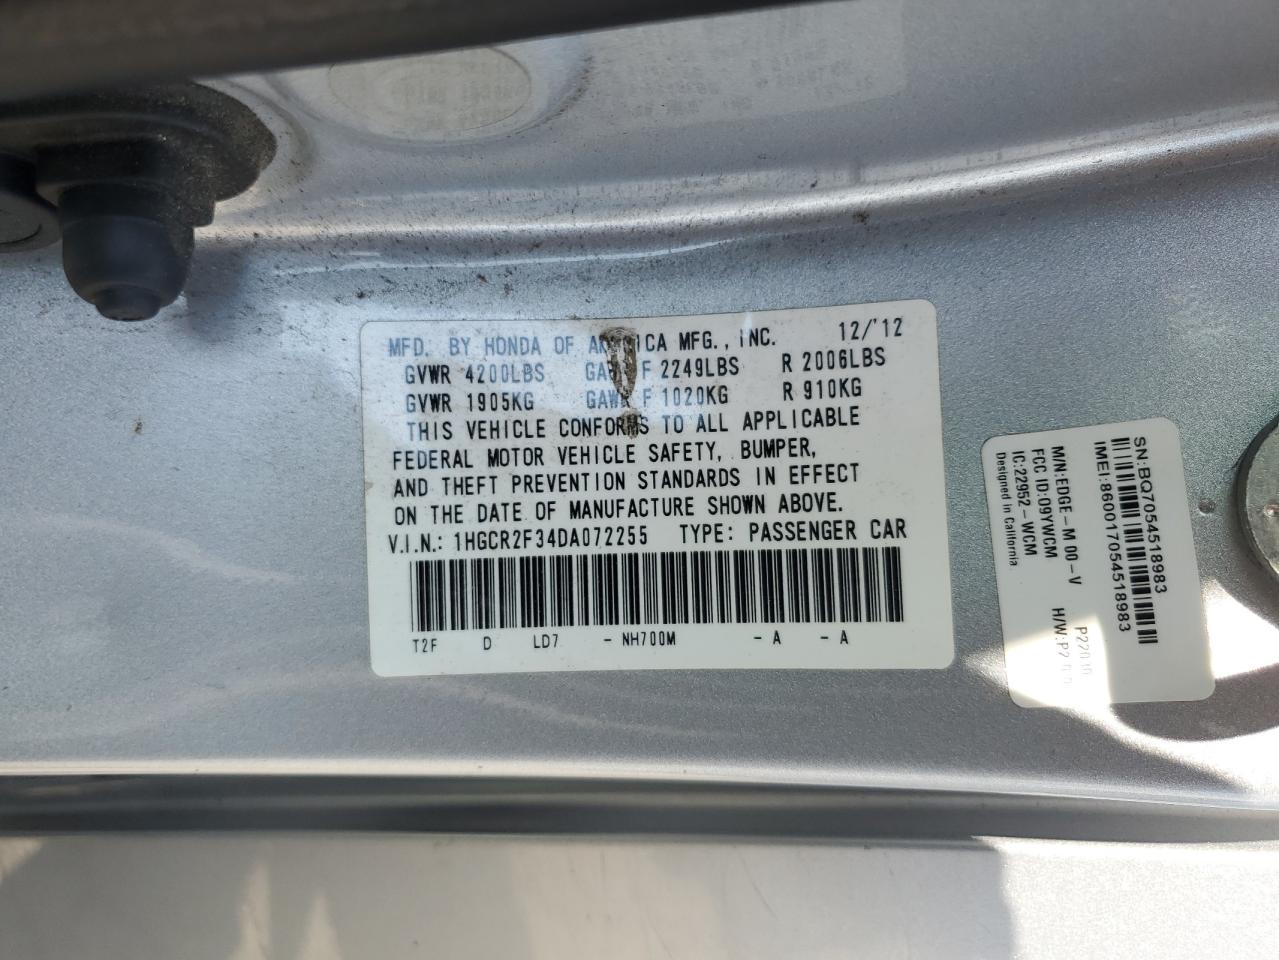 MFD. BY HONDA OF MFG., INC. 12/'12
GVWR 4200LBS F 2249LBS R 2006LBS
GVWR 1905KG GAWR F 1020KG R 910KG
THIS VEHICLE CONFORMS TO ALL APPLICABLE
FEDERAL MOTOR VEHICLE SAFETY, BUMPER,
AND THEFT PREVENTION STANDARDS IN EFFECT
ON THE DATE OF MANUFACTURE SHOWN ABOVE.
V.I.N.: 1HGCR2F34DA072255 TYPE: PASSENGER CAR
T2F D LD7 - NH700M - A - A
SN:BQ7054518983
IMEI:860017054518983
M/N:EDGE-M 00-V
FCC ID:09YWCM
IC:22952-WCM
Designed in California